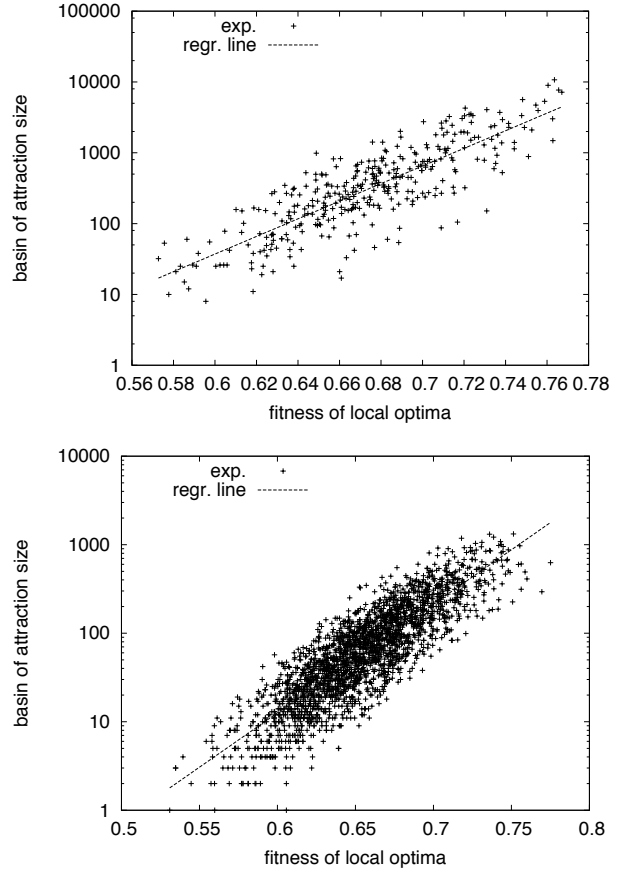 100000
exp.
regr. line
10000
1000
100
10
1
basin of attraction size
0.56 0.58 0.6 0.62 0.64 0.66 0.68 0.7 0.72 0.74 0.76 0.78
fitness of local optima
10000
exp.
regr. line
1000
100
10
1
basin of attraction size
0.5 0.55 0.6 0.65 0.7 0.75 0.8
fitness of local optima